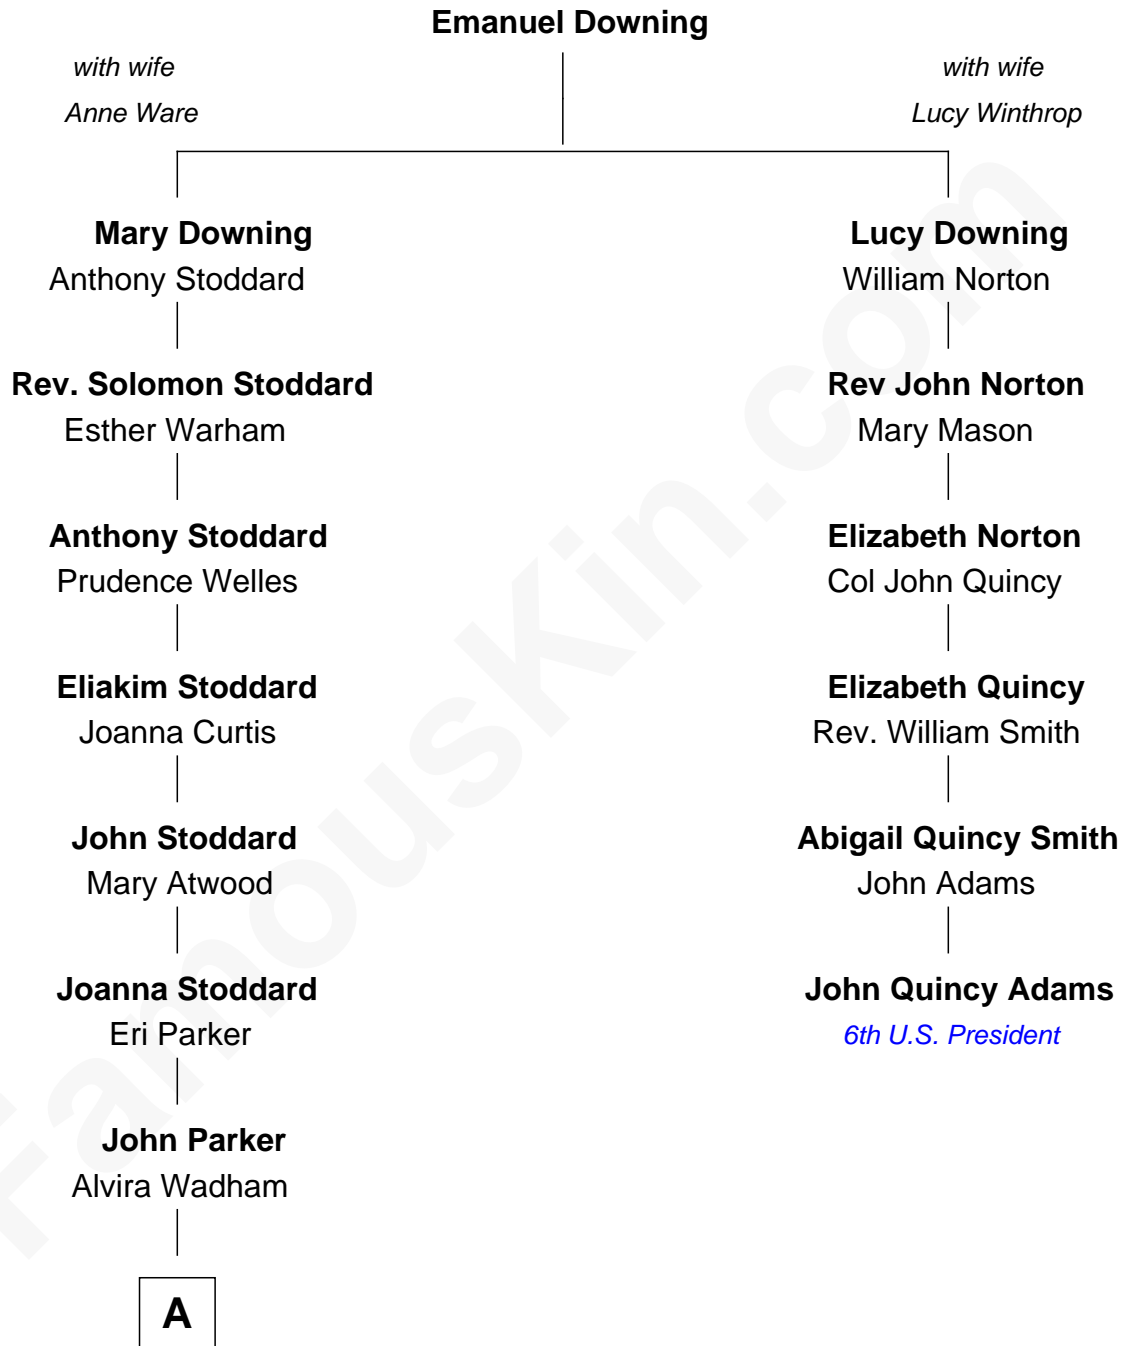 Emanuel Downing
with wife
Anne Ware
with wife
Lucy Winthrop
Mary Downing
Anthony Stoddard
Lucy Downing
William Norton
Rev. Solomon Stoddard
Esther Warham
Rev John Norton
Mary Mason
Anthony Stoddard
Prudence Welles
Elizabeth Norton
Col John Quincy
Eliakim Stoddard
Joanna Curtis
Elizabeth Quincy
Rev. William Smith
John Stoddard
Mary Atwood
Abigail Quincy Smith
John Adams
Joanna Stoddard
Eri Parker
John Quincy Adams
6th U.S. President
John Parker
Alvira Wadham
A
FamousKin.com